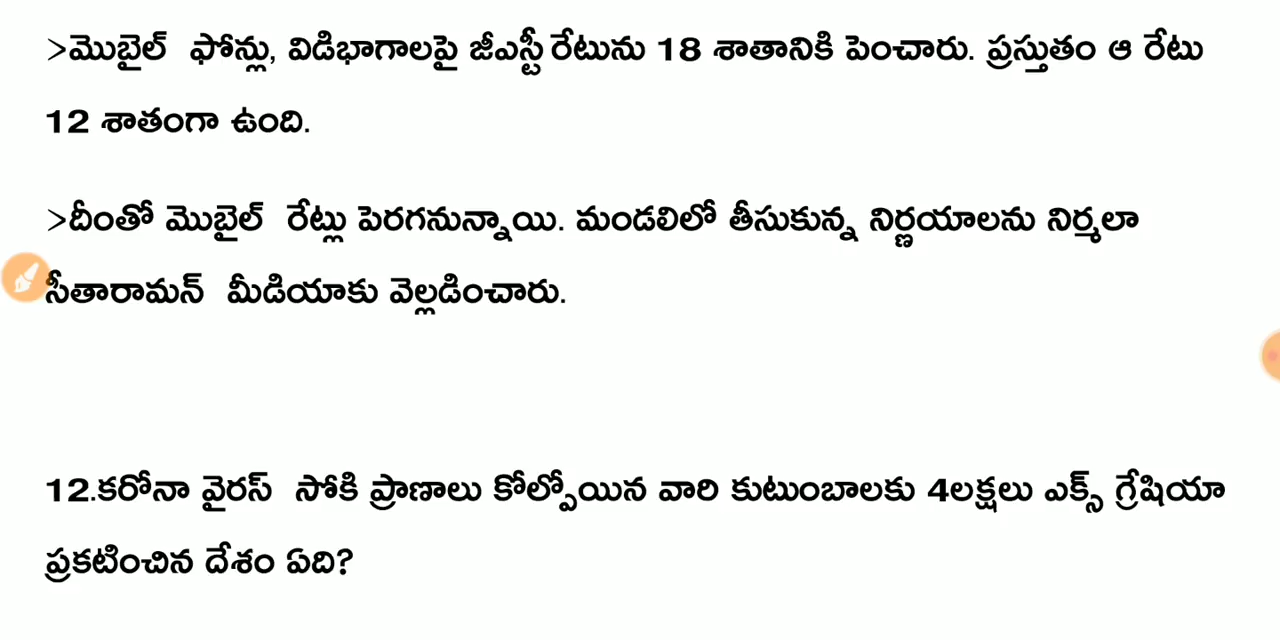 >మొబైల్ ఫోన్లు, విడిభాగాలపై జీఎస్టీ రేటును 18 శాతానికి పెంచారు. ప్రస్తుతం ఆ రేటు
12 శాతంగా ఉంది.
>దీంతో మొబైల్ రేట్లు పెరగనున్నాయి. మండలిలో తీసుకున్న నిర్ణయాలను నిర్మలా
సీతారామన్ మీడియాకు వెల్లడించారు.
12.కరోనా వైరస్ సోకి ప్రాణాలు కోల్పోయిన వారి కుటుంబాలకు 4లక్షలు ఎక్స్ గ్రేషియా
ప్రకటించిన దేశం ఏది?